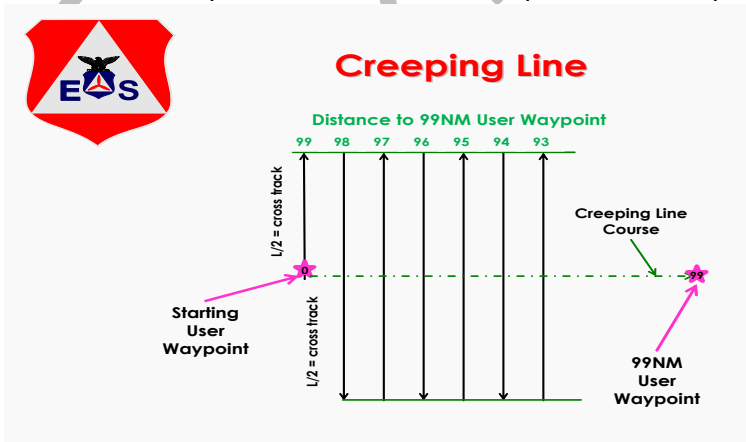 E S
Creeping Line
Distance to 99NM User Waypoint
99 98 97 96 95 94 93
L/2 = cross track
Creeping Line
Course
0
99
Starting
User
Waypoint
L/2 = cross track
99NM
User
Waypoint